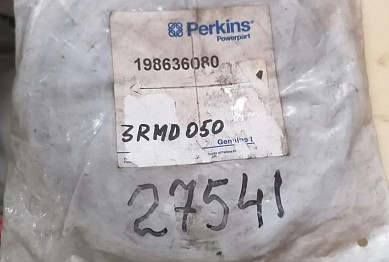 Perkins
Powerpart
198636080
3RMD050
Genuine
27541